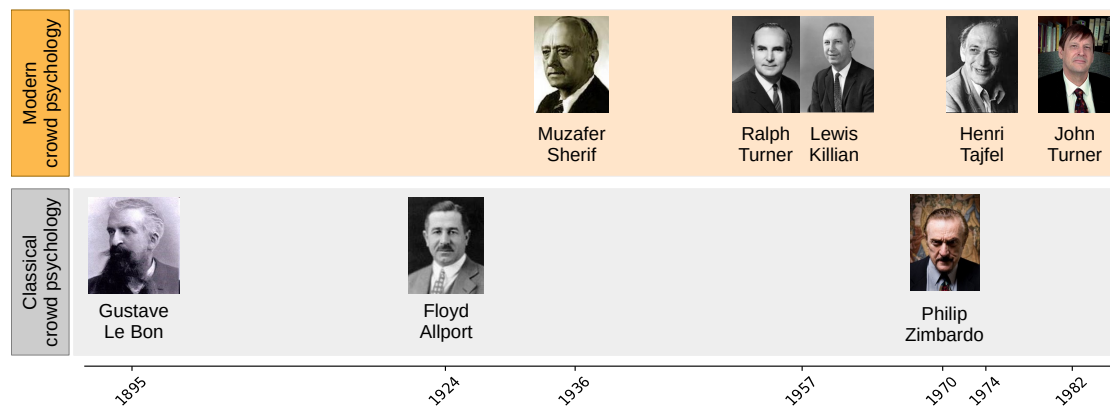 Modern
crowd psychology
Muzafer
Sherif
Ralph
Turner
Lewis
Killian
Henri
Tajfel
John
Turner
Classical
crowd psychology
Gustave
Le Bon
Floyd
Allport
Philip
Zimbardo
1895
1924
1936
1957
1970
1974
1982